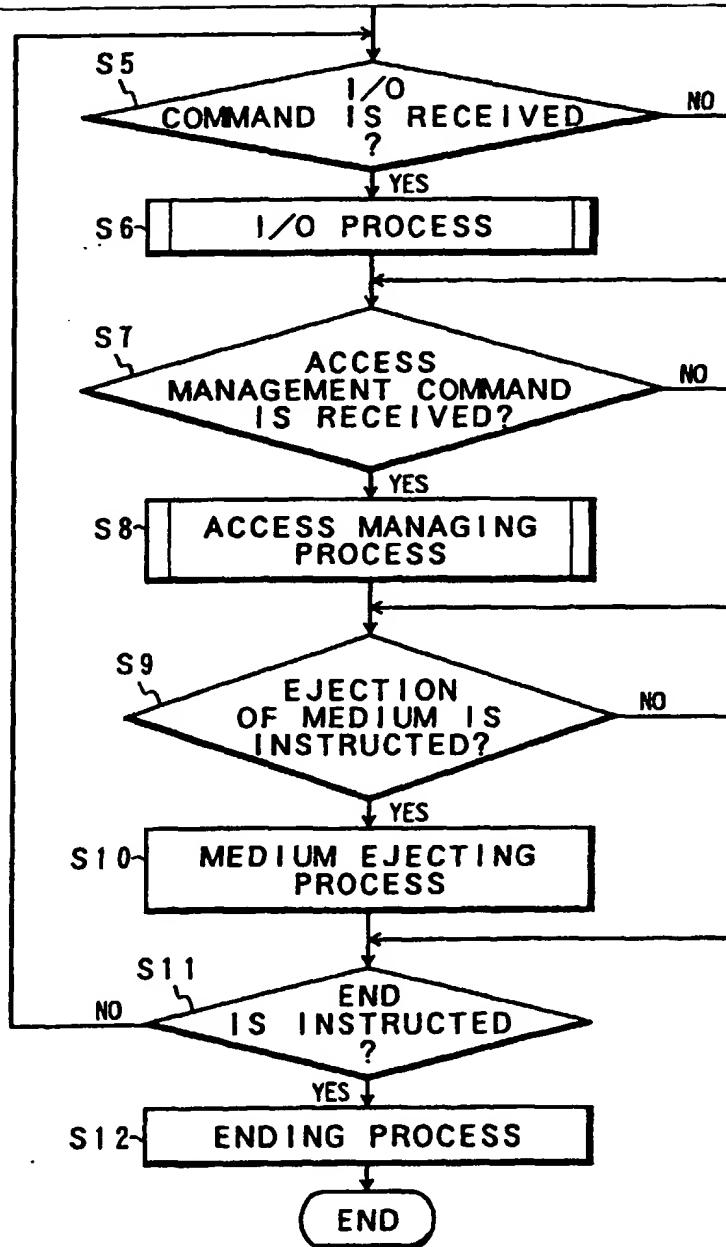 S5
I/O
COMMAND IS RECEIVED
?
NO
YES
S6
I/O PROCESS
S7
ACCESS
MANAGEMENT COMMAND
IS RECEIVED?
NO
YES
S8
ACCESS MANAGING
PROCESS
S9
EJECTION
OF MEDIUM IS
INSTRUCTED?
NO
YES
S10
MEDIUM EJECTING
PROCESS
S11
END
IS INSTRUCTED
?
NO
YES
S12
ENDING PROCESS
END